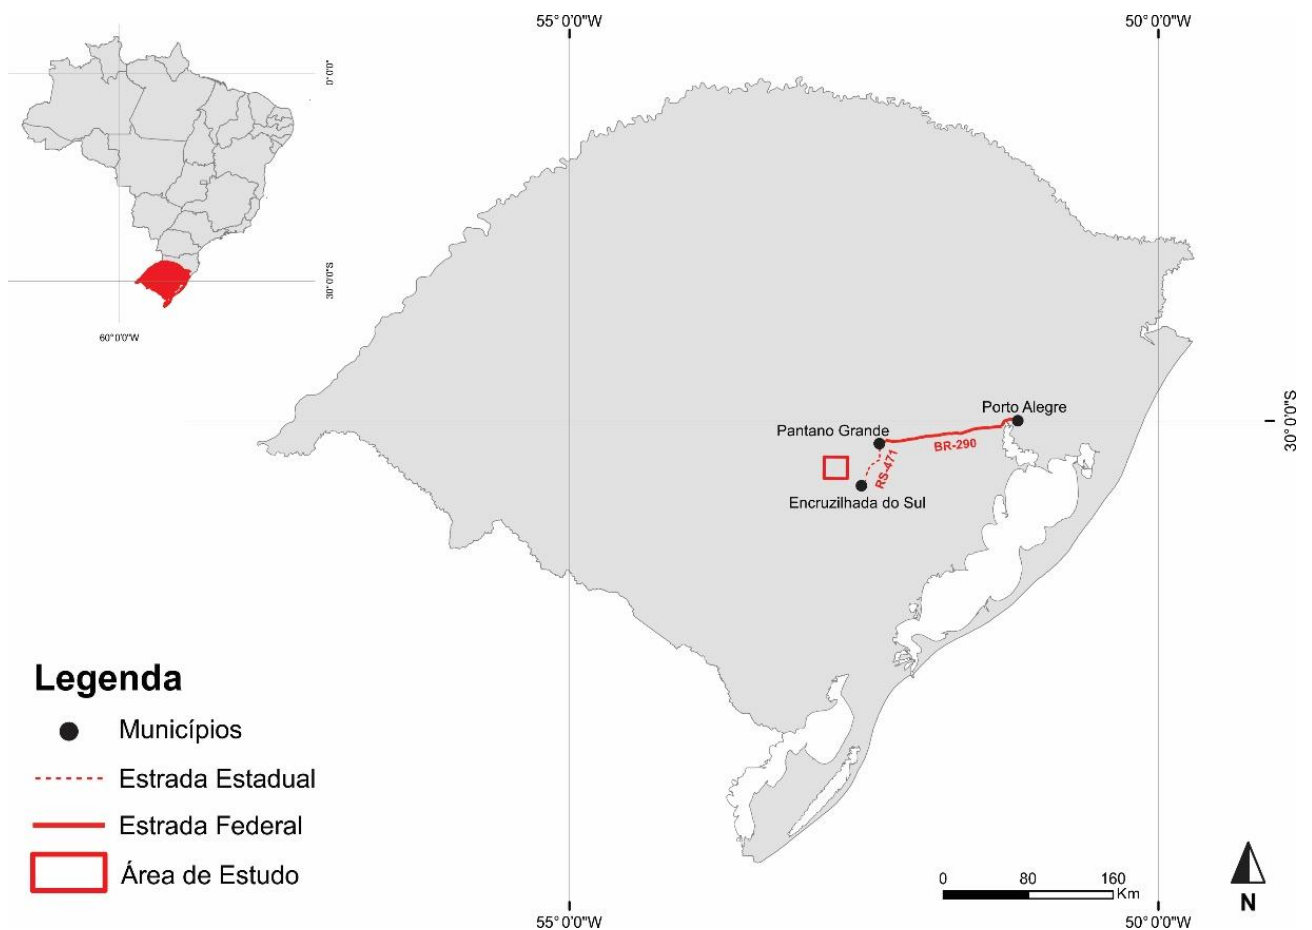 55°0'0"W
50°0'0"W
0°0'0"
30°0'0"S
60°0'0"W
30°0'0"S
Porto Alegre
Pantano Grande
BR-290
RS-471
Encruzilhada do Sul
Legenda
Municípios
Estrada Estadual
Estrada Federal
Área de Estudo
0 80 160
Km
N
55°0'0"W
50°0'0"W